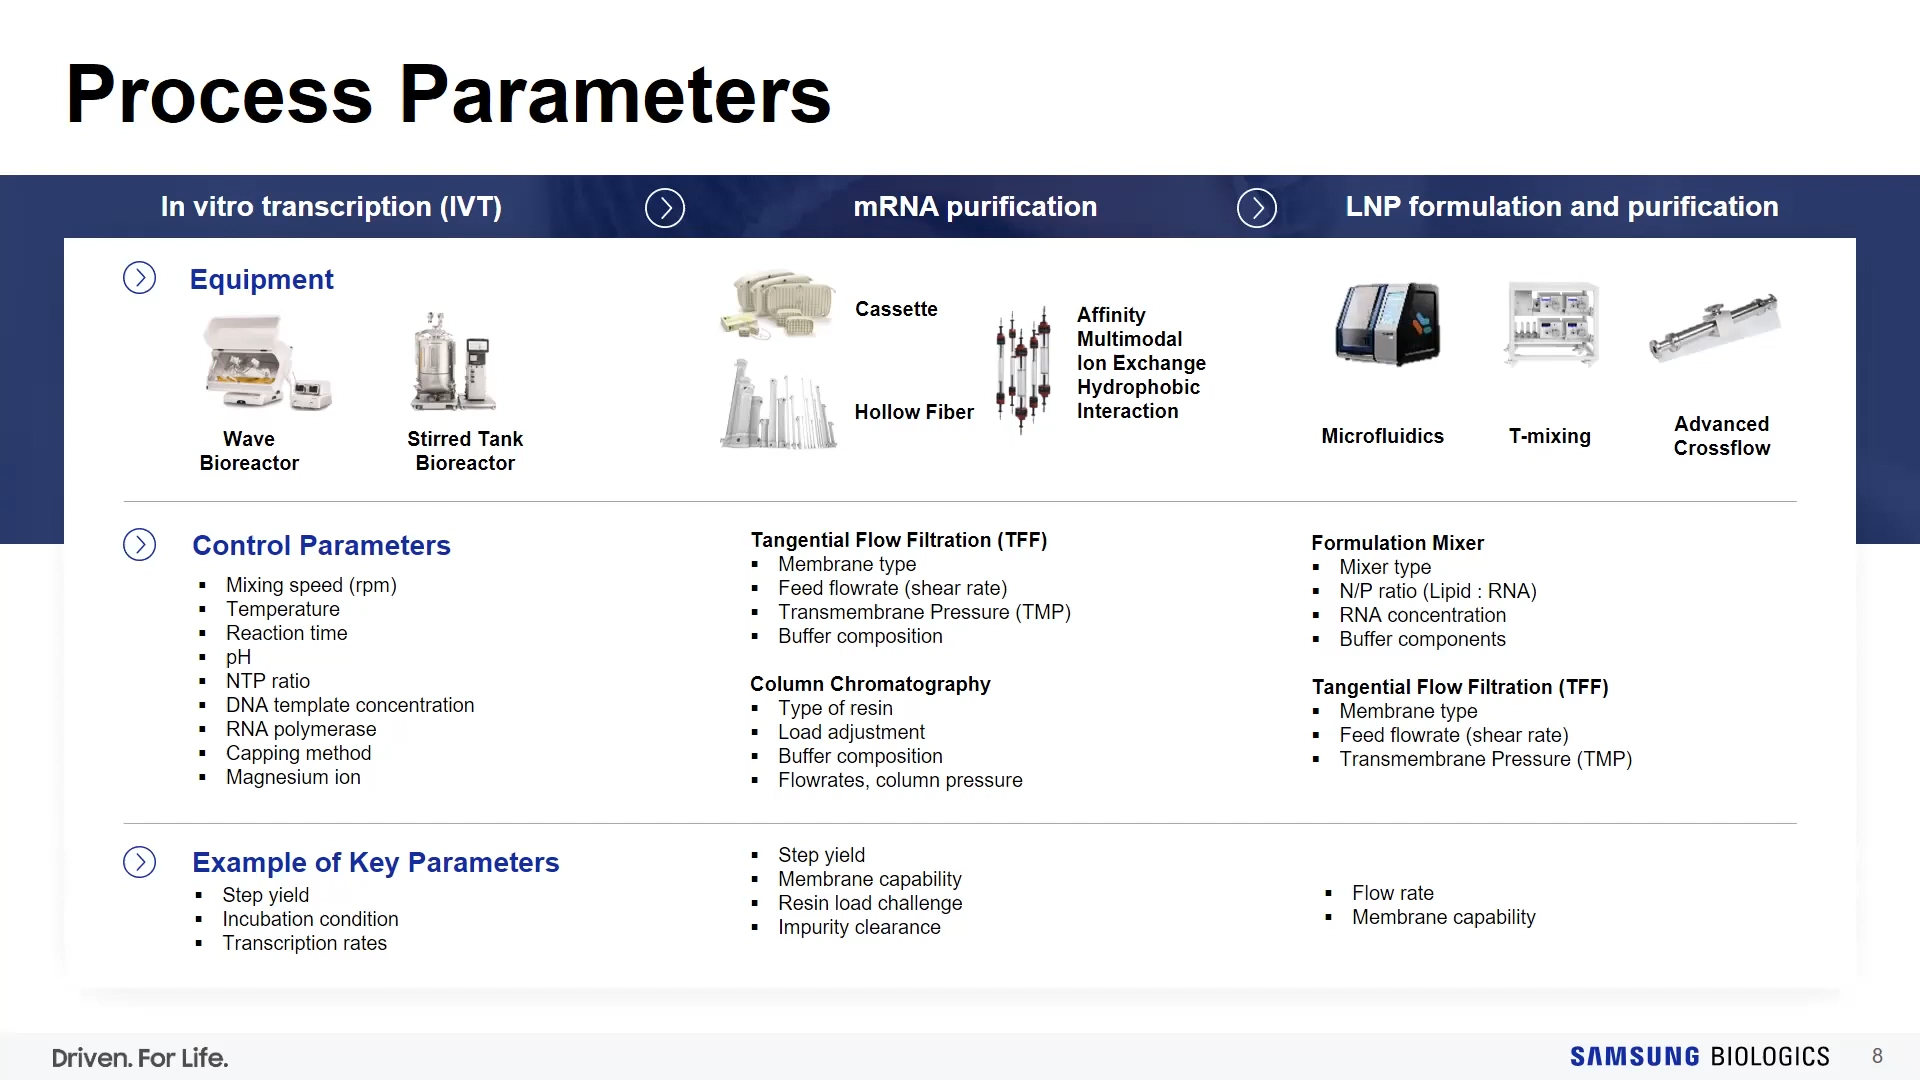 Process Parameters
In vitro transcription (IVT)
mRNA purification
LNP formulation and purification
Equipment
Wave
Bioreactor
Stirred Tank
Bioreactor
Cassette
Hollow Fiber
Affinity
Multimodal
Ion Exchange
Hydrophobic
Interaction
Microfluidics
T-mixing
Advanced
Crossflow
Control Parameters
▪ Mixing speed (rpm)
▪ Temperature
▪ Reaction time
▪ pH
▪ NTP ratio
▪ DNA template concentration
▪ RNA polymerase
▪ Capping method
▪ Magnesium ion
Tangential Flow Filtration (TFF)
▪ Membrane type
▪ Feed flowrate (shear rate)
▪ Transmembrane Pressure (TMP)
▪ Buffer composition
Column Chromatography
▪ Type of resin
▪ Load adjustment
▪ Buffer composition
▪ Flowrates, column pressure
Formulation Mixer
▪ Mixer type
▪ N/P ratio (Lipid : RNA)
▪ RNA concentration
▪ Buffer components
Tangential Flow Filtration (TFF)
▪ Membrane type
▪ Feed flowrate (shear rate)
▪ Transmembrane Pressure (TMP)
Example of Key Parameters
▪ Step yield
▪ Incubation condition
▪ Transcription rates
▪ Step yield
▪ Membrane capability
▪ Resin load challenge
▪ Impurity clearance
▪ Flow rate
▪ Membrane capability
Driven. For Life.
SAMSUNG BIOLOGICS
8